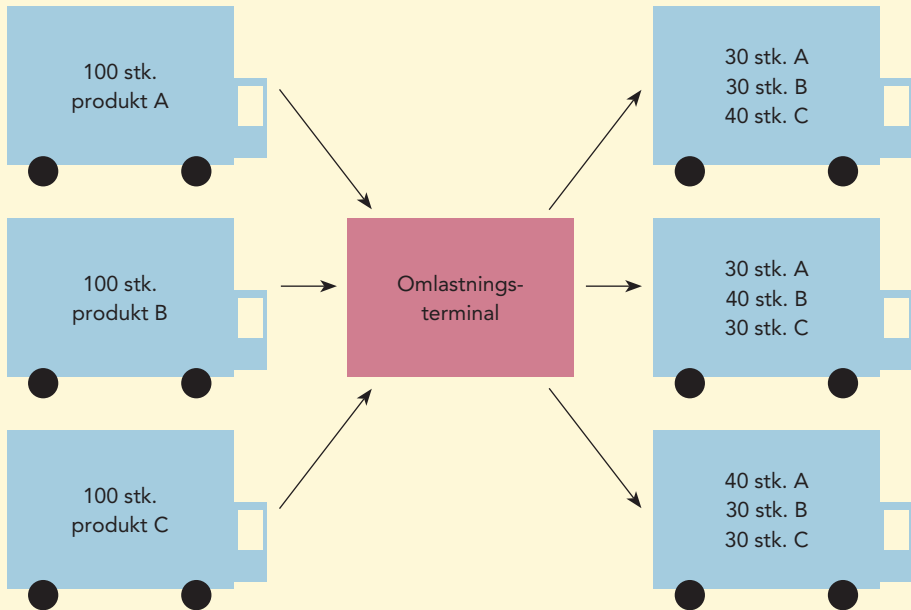 100 stk.
produkt A
30 stk. A
30 stk. B
40 stk. C
100 stk.
produkt B
Omlastnings-
terminal
30 stk. A
40 stk. B
30 stk. C
100 stk.
produkt C
40 stk. A
30 stk. B
30 stk. C